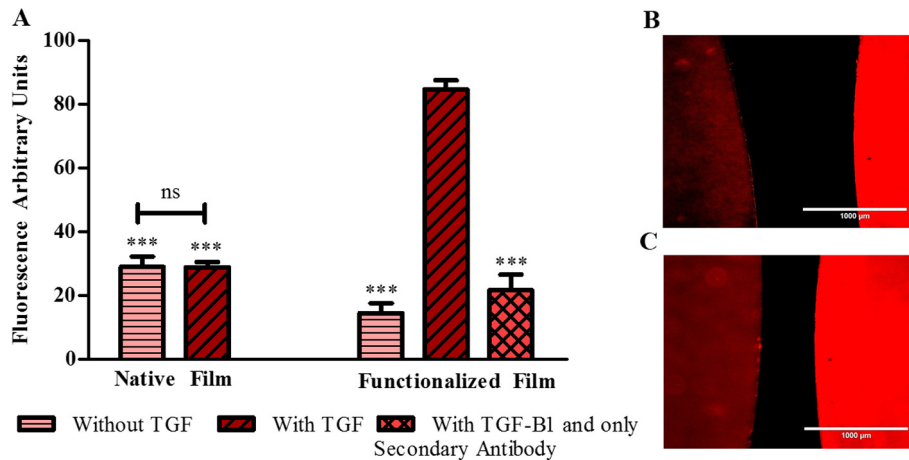 A
Fluorescence Arbitrary Units
100
80
60
40
20
0
ns
***
***
***
***
Native Film
Functionalized Film
Without TGF
With TGF
With TGF-B1 and only
Secondary Antibody
B
1000 µm
C
1000 µm